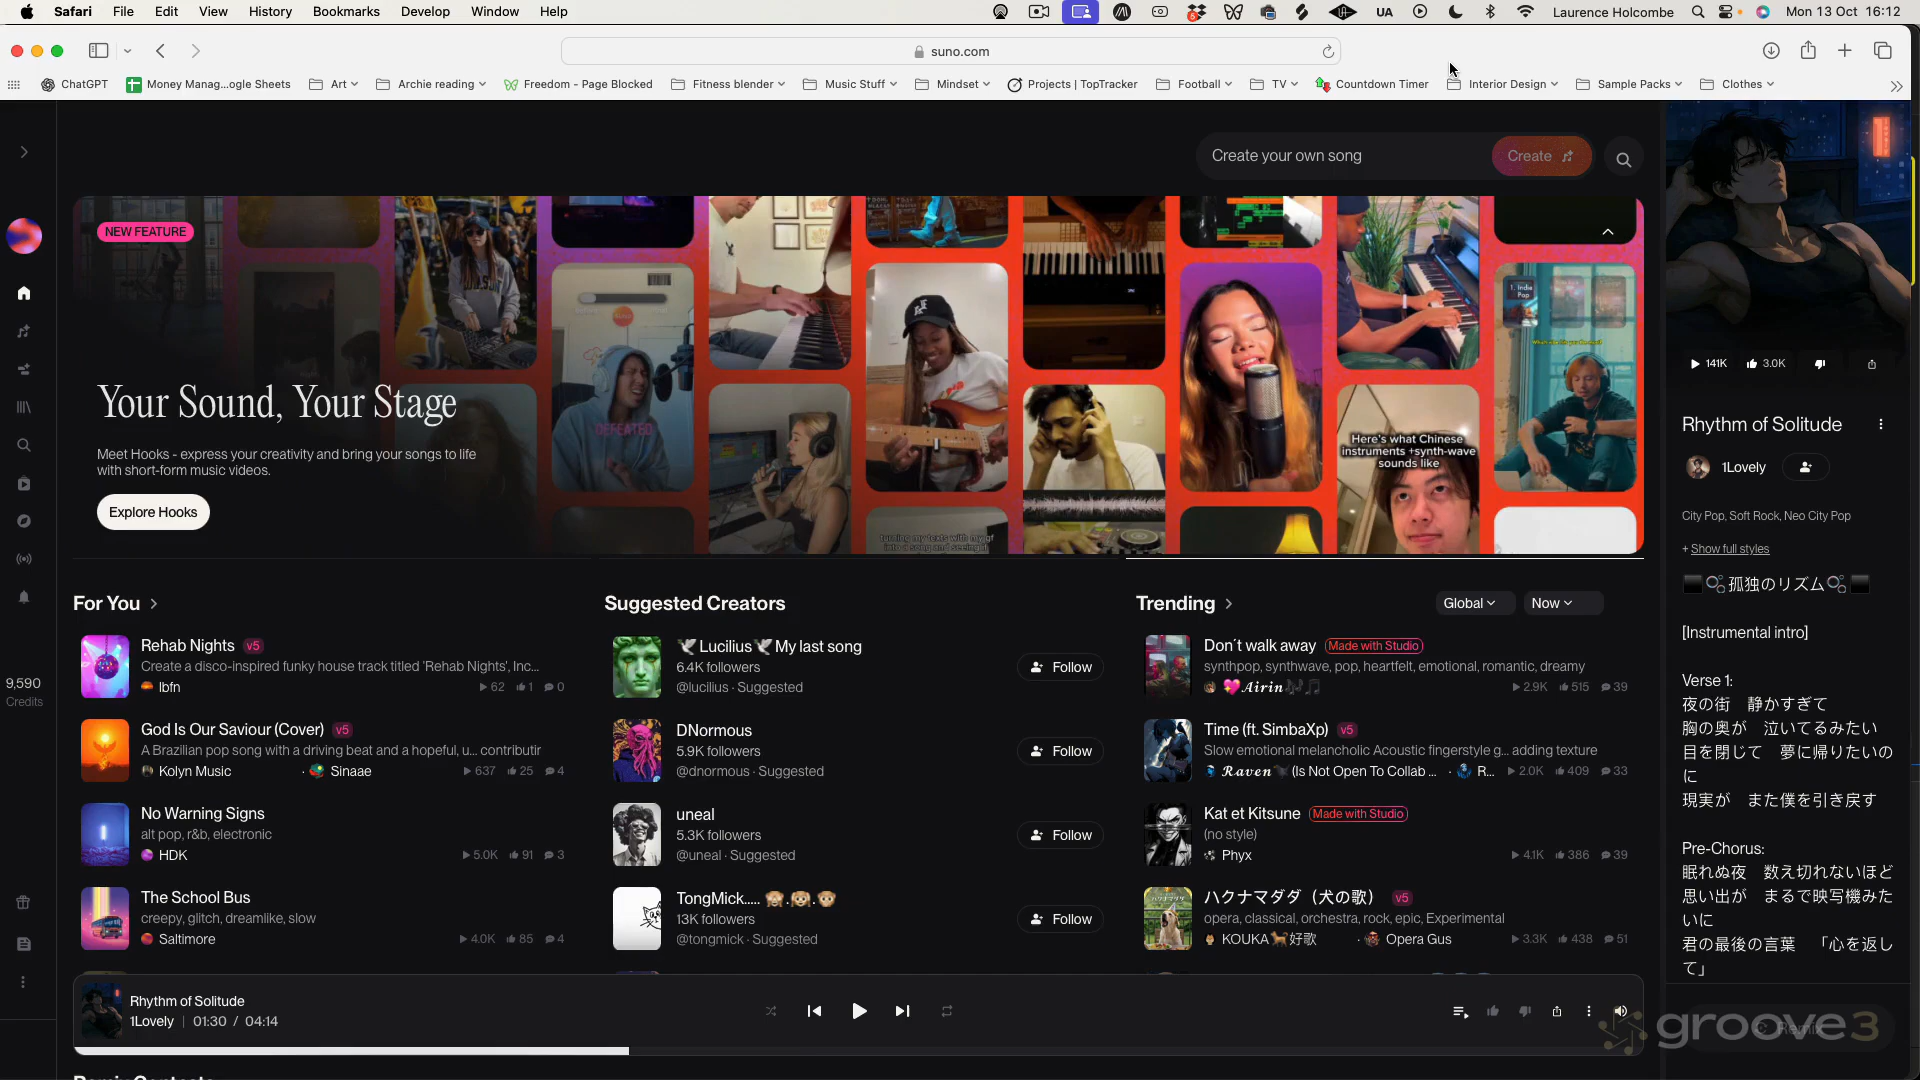 Safari File Edit View History Bookmarks Develop Window Help
UA
Laurence Holcombe
Mon 13 Oct 16:12
suno.com
ChatGPT
Money Manag...ogle Sheets
Art
Archie reading
Freedom - Page Blocked
Fitness blender
Music Stuff
Mindset
Projects | TopTracker
Football
TV
Countdown Timer
Interior Design
Sample Packs
Clothes
Create your own song
Create
NEW FEATURE
Your Sound, Your Stage
Meet Hooks - express your creativity and bring your songs to life
with short-form music videos.
Explore Hooks
DEFEATED
turning my texts with my gf
into a song and seeing if
Here's what Chinese
instruments +synth-wave
sounds like
1. Indie
Pop
For You
Rehab Nights v5
Create a disco-inspired funky house track titled 'Rehab Nights', Inc...
lbfn
62 1 0
God Is Our Saviour (Cover) v5
A Brazilian pop song with a driving beat and a hopeful, u... contributir
Kolyn Music · Sinaae
637 25 4
No Warning Signs
alt pop, r&b, electronic
HDK
5.0K 91 3
The School Bus
creepy, glitch, dreamlike, slow
Saltimore
4.0K 85 4
9,590
Credits
Suggested Creators
🕊️Lucilius🕊️My last song
6.4K followers
@lucilius · Suggested
Follow
DNormous
5.9K followers
@dnormous · Suggested
Follow
uneal
5.3K followers
@uneal · Suggested
Follow
TongMick..... 🙈.🙉.🐵
13K followers
@tongmick · Suggested
Follow
Trending
Global
Now
Don´t walk away Made with Studio
synthpop, synthwave, pop, heartfelt, emotional, romantic, dreamy
💖𝑨𝒊𝒓𝒊𝒏🎶🎵
2.9K 515 39
Time (ft. SimbaXp) v5
Slow emotional melancholic Acoustic fingerstyle g... adding texture
𝓡𝓪𝓿𝓮𝓷🐦‍⬛(Is Not Open To Collab ... · R...
2.0K 409 33
Kat et Kitsune Made with Studio
(no style)
Phyx
4.1K 386 39
ハクナマダダ（犬の歌） v5
opera, classical, orchestra, rock, epic, Experimental
KOUKA🐕好歌 · Opera Gus
3.3K 438 51
141K 3.0K
Rhythm of Solitude
1Lovely
City Pop, Soft Rock, Neo City Pop
+ Show full styles
⬛🫧孤独のリズム🫧⬛
[Instrumental intro]
Verse 1:
夜の街　静かすぎて
胸の奥が　泣いてるみたい
目を閉じて　夢に帰りたいの
に
現実が　また僕を引き戻す
Pre-Chorus:
眠れぬ夜　数え切れないほど
思い出が　まるで映写機みた
いに
君の最後の言葉　「心を返し
て」
Remix
Rhythm of Solitude
1Lovely | 01:30 / 04:14
groove3
Remix Contests